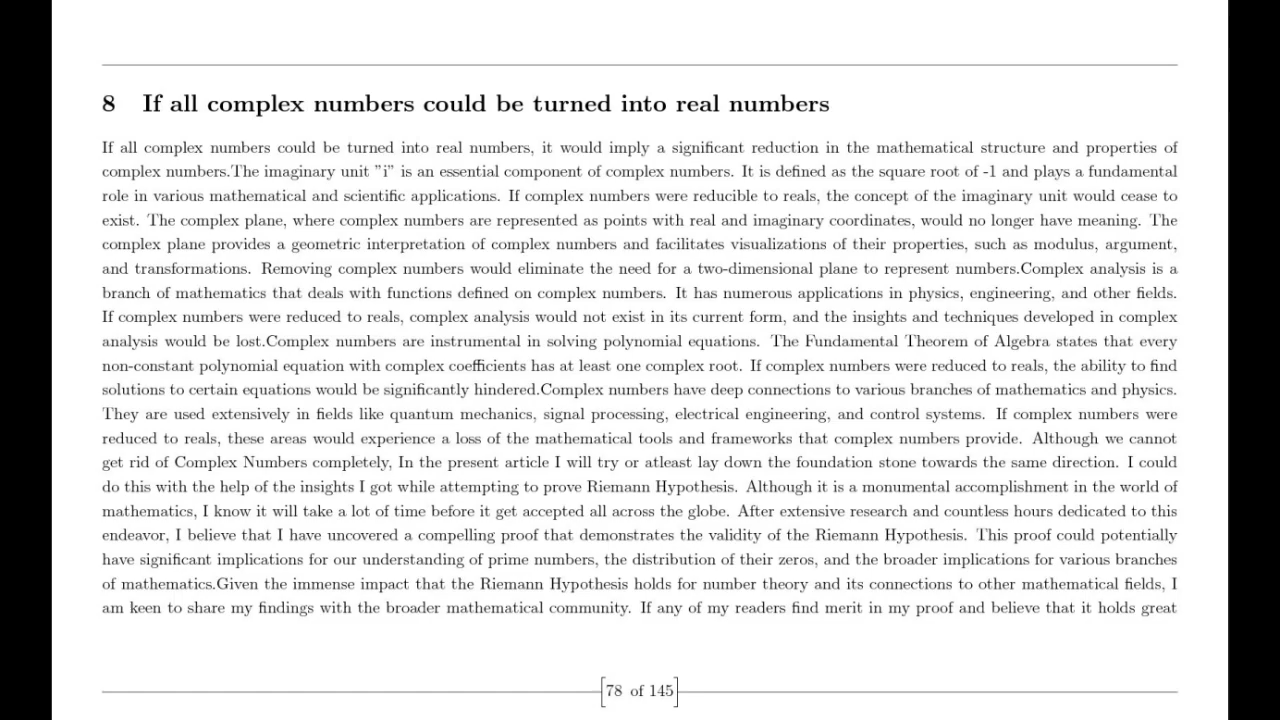 8 If all complex numbers could be turned into real numbers
If all complex numbers could be turned into real numbers, it would imply a significant reduction in the mathematical structure and properties of
complex numbers.The imaginary unit "i" is an essential component of complex numbers. It is defined as the square root of -1 and plays a fundamental
role in various mathematical and scientific applications. If complex numbers were reducible to reals, the concept of the imaginary unit would cease to
exist. The complex plane, where complex numbers are represented as points with real and imaginary coordinates, would no longer have meaning. The
complex plane provides a geometric interpretation of complex numbers and facilitates visualizations of their properties, such as modulus, argument,
and transformations. Removing complex numbers would eliminate the need for a two-dimensional plane to represent numbers.Complex analysis is a
branch of mathematics that deals with functions defined on complex numbers. It has numerous applications in physics, engineering, and other fields.
If complex numbers were reduced to reals, complex analysis would not exist in its current form, and the insights and techniques developed in complex
analysis would be lost.Complex numbers are instrumental in solving polynomial equations. The Fundamental Theorem of Algebra states that every
non-constant polynomial equation with complex coefficients has at least one complex root. If complex numbers were reduced to reals, the ability to find
solutions to certain equations would be significantly hindered.Complex numbers have deep connections to various branches of mathematics and physics.
They are used extensively in fields like quantum mechanics, signal processing, electrical engineering, and control systems. If complex numbers were
reduced to reals, these areas would experience a loss of the mathematical tools and frameworks that complex numbers provide. Although we cannot
get rid of Complex Numbers completely, In the present article I will try or atleast lay down the foundation stone towards the same direction. I could
do this with the help of the insights I got while attempting to prove Riemann Hypothesis. Although it is a monumental accomplishment in the world of
mathematics, I know it will take a lot of time before it get accepted all across the globe. After extensive research and countless hours dedicated to this
endeavor, I believe that I have uncovered a compelling proof that demonstrates the validity of the Riemann Hypothesis. This proof could potentially
have significant implications for our understanding of prime numbers, the distribution of their zeros, and the broader implications for various branches
of mathematics.Given the immense impact that the Riemann Hypothesis holds for number theory and its connections to other mathematical fields, I
am keen to share my findings with the broader mathematical community. If any of my readers find merit in my proof and believe that it holds great
78 of 145